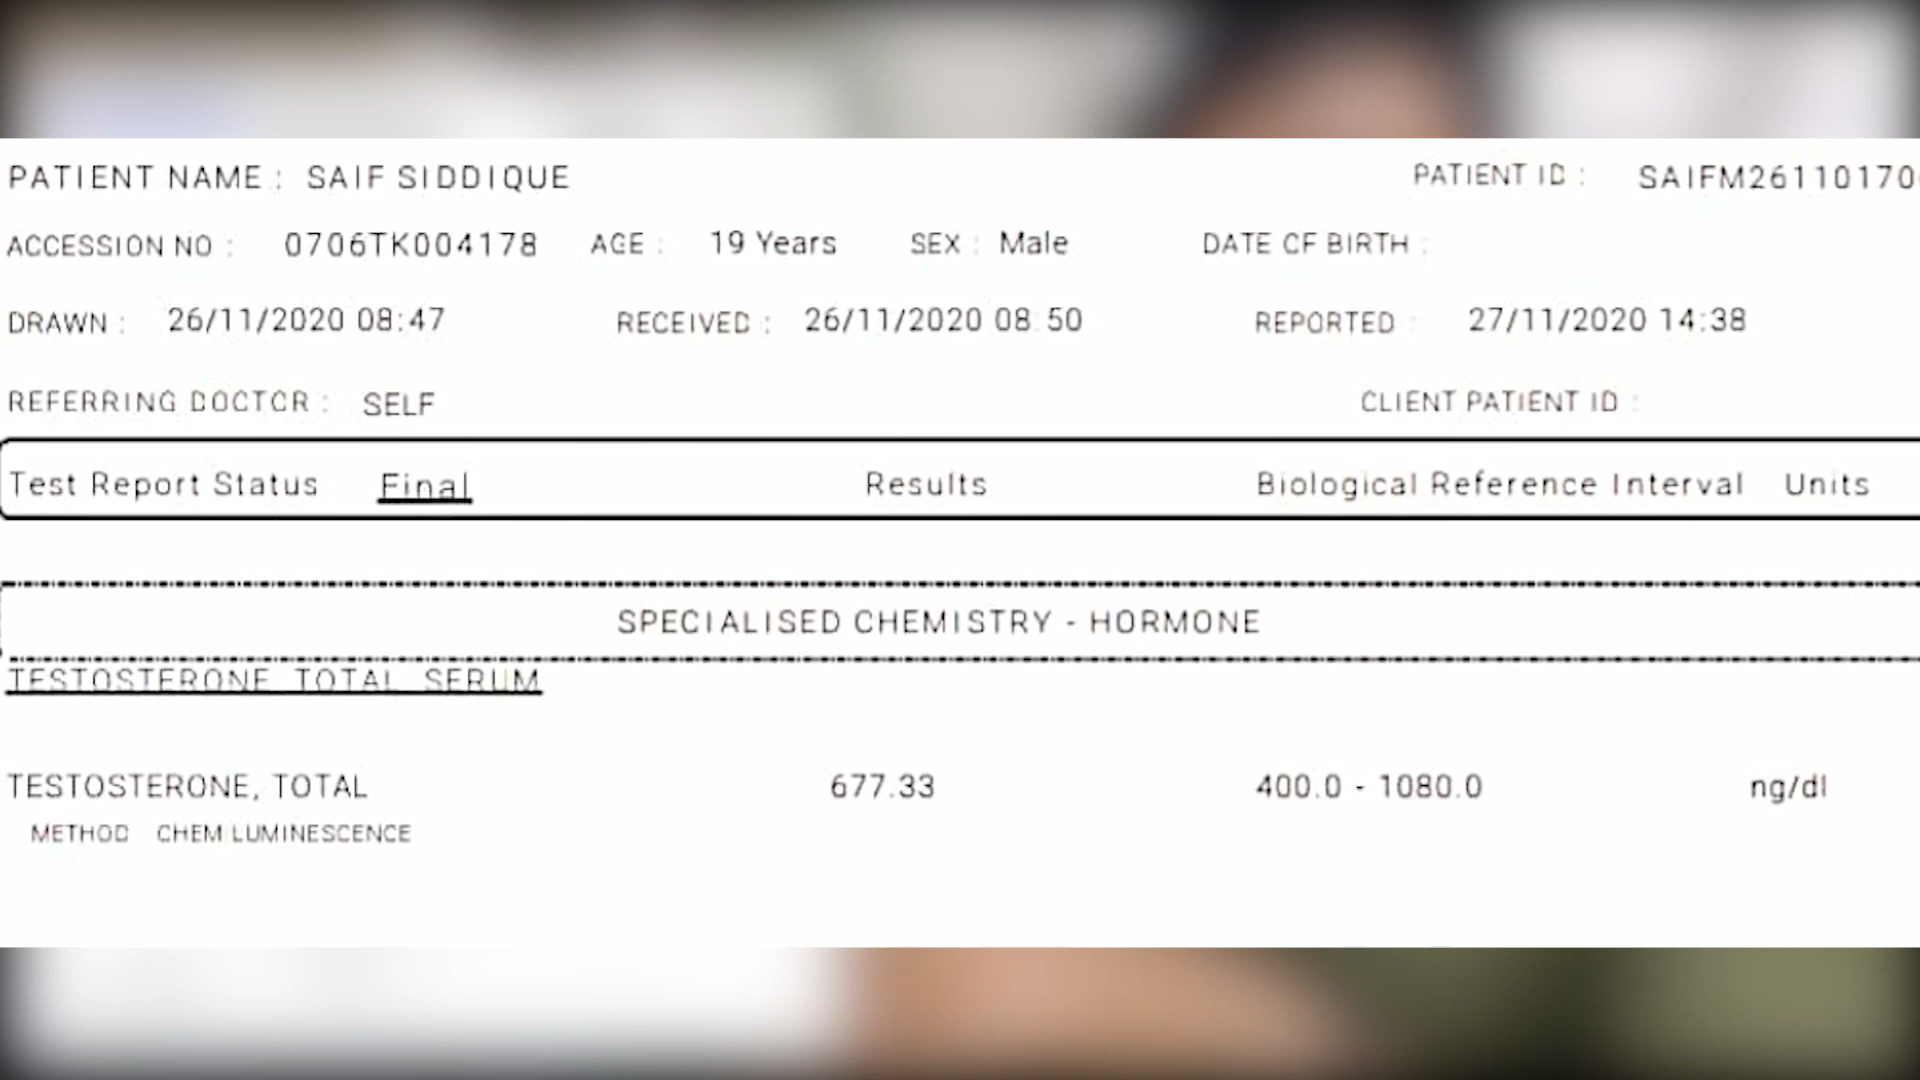 PATIENT NAME : SAIF SIDDIQUE PATIENT ID : SAIFM26110170
ACCESSION NO : 0706TK004178 AGE : 19 Years SEX : Male DATE OF BIRTH :
DRAWN : 26/11/2020 08:47 RECEIVED : 26/11/2020 08:50 REPORTED : 27/11/2020 14:38
REFERRING DOCTOR : SELF CLIENT PATIENT ID :
Test Report Status Final Results Biological Reference Interval Units
SPECIALISED CHEMISTRY - HORMONE
TESTOSTERONE TOTAL SERUM
TESTOSTERONE, TOTAL 677.33 400.0 - 1080.0 ng/dl
METHOD CHEMILUMINESCENCE